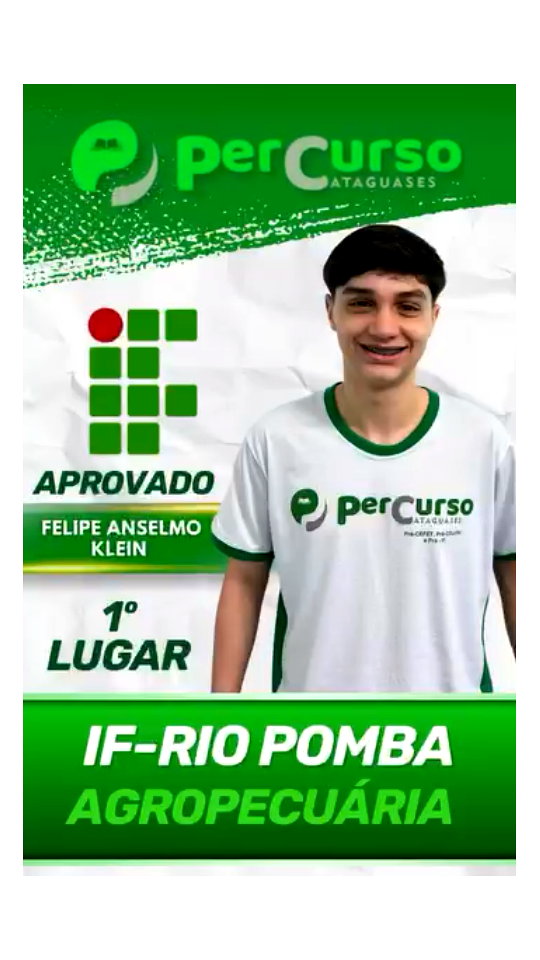 PerCurso
CATAGUASES
APROVADO
FELIPE ANSELMO
KLEIN
1º
LUGAR
PerCurso
CATAGUASES
IF-RIO POMBA
AGROPECUÁRIA